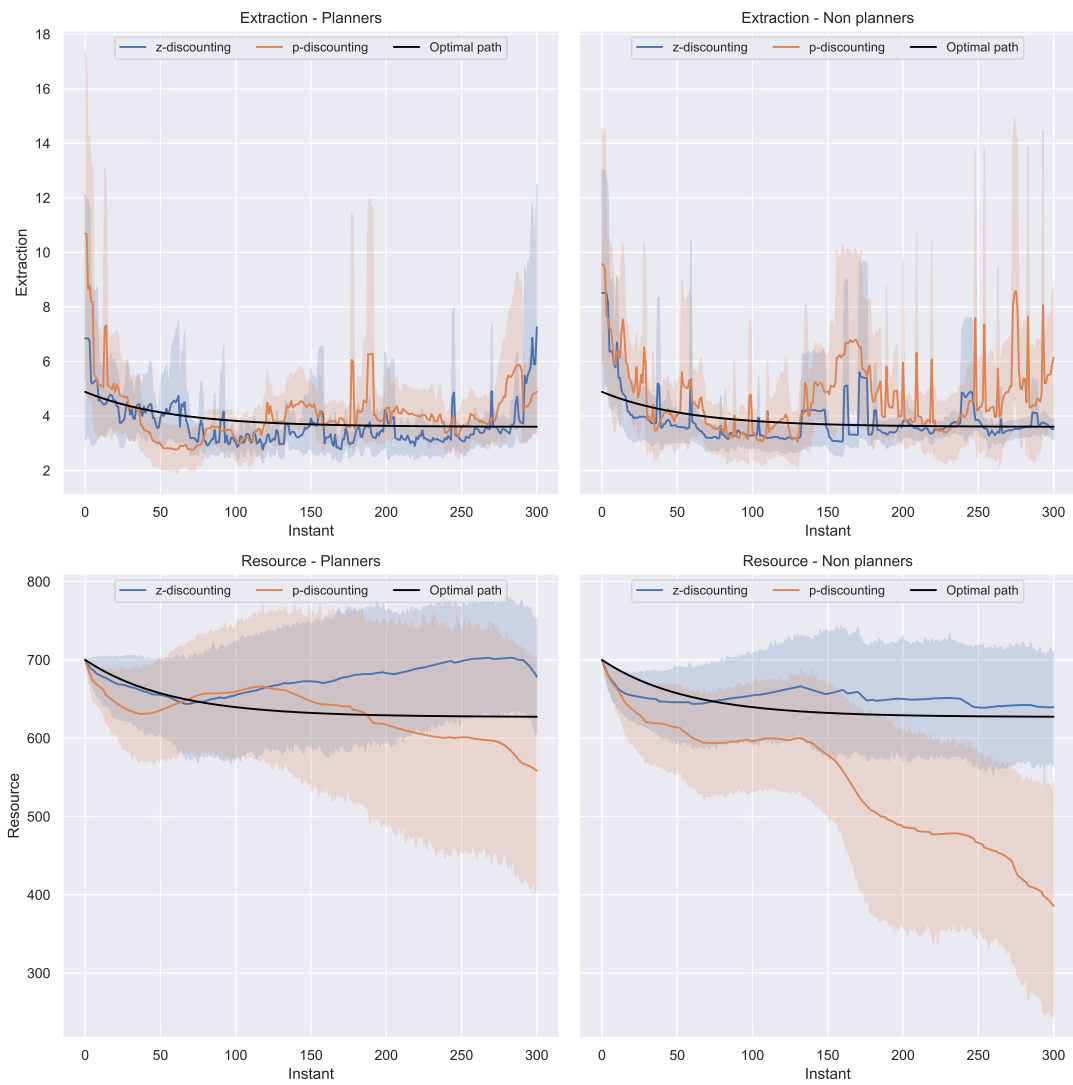 Extraction - Planners
z-discounting p-discounting Optimal path
18
16
14
12
10
8
6
4
2
Extraction
0 50 100 150 200 250 300
Instant
Extraction - Non planners
z-discounting p-discounting Optimal path
0 50 100 150 200 250 300
Instant
Resource - Planners
z-discounting p-discounting Optimal path
800
700
600
500
400
300
Resource
0 50 100 150 200 250 300
Instant
Resource - Non planners
z-discounting p-discounting Optimal path
0 50 100 150 200 250 300
Instant